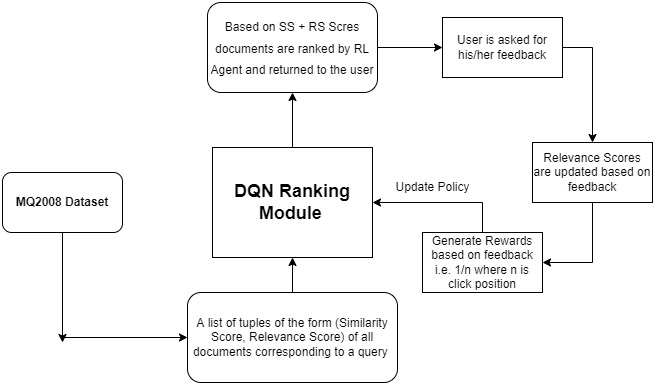 Based on SS + RS Scres
documents are ranked by RL
Agent and returned to the user
User is asked for
his/her feedback
Relevance Scores
are updated based on
feedback
DQN Ranking
Module
Update Policy
MQ2008 Dataset
Generate Rewards
based on feedback
i.e. 1/n where n is
click position
A list of tuples of the form (Similarity
Score, Relevance Score) of all
documents corresponding to a query